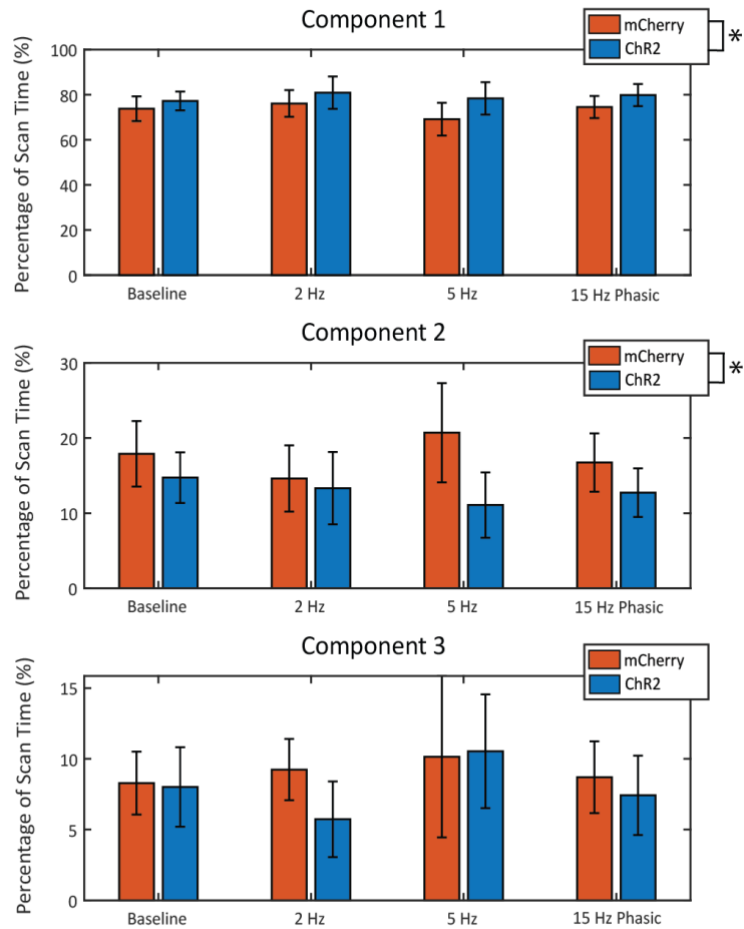 Component 1
mCherry
ChR2
*
Percentage of Scan Time (%)
100
80
60
40
20
0
Baseline
2 Hz
5 Hz
15 Hz Phasic
Component 2
mCherry
ChR2
*
Percentage of Scan Time (%)
30
20
10
0
Baseline
2 Hz
5 Hz
15 Hz Phasic
Component 3
mCherry
ChR2
Percentage of Scan Time (%)
15
10
5
0
Baseline
2 Hz
5 Hz
15 Hz Phasic